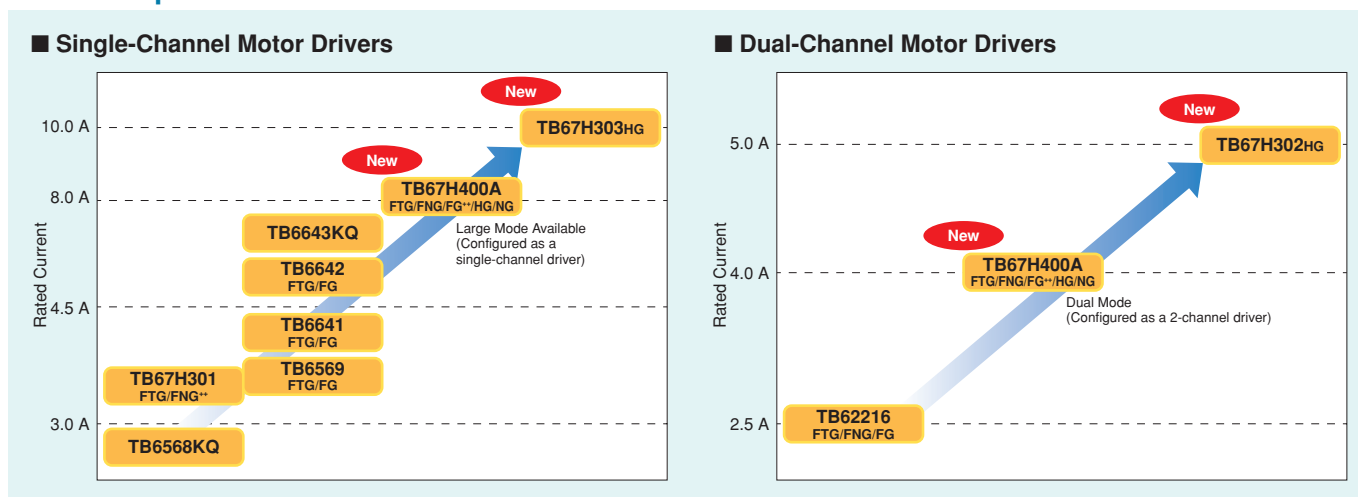 ■ Single-Channel Motor Drivers
New
10.0 A
TB67H303HG
New
8.0 A
TB67H400A
FTG/FNG/FG++/HG/NG
Large Mode Available
(Configured as a
single-channel driver)
TB6643KQ
TB6642
FTG/FG
4.5 A
TB6641
FTG/FG
TB6569
FTG/FG
TB67H301
FTG/FNG++
3.0 A
TB6568KQ
Rated Current
■ Dual-Channel Motor Drivers
New
5.0 A
TB67H302HG
New
TB67H400A
FTG/FNG/FG++/HG/NG
4.0 A
Dual Mode
(Configured as a 2-channel driver)
TB62216
FTG/FNG/FG
2.5 A
Rated Current